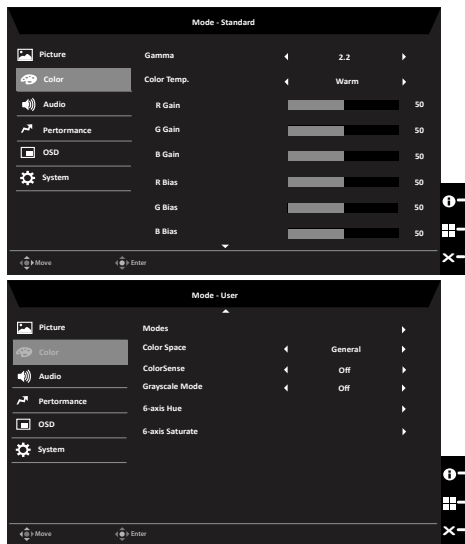 Mode - Standard
Picture
Gamma 2.2
Color
Color Temp. Warm
Audio
R Gain 50
Pertormance
G Gain 50
OSD
B Gain 50
System
R Bias 50
G Bias 50
B Bias 50
Move Enter
Mode - User
Picture
Modes
Color
Color Space General
Audio
ColorSense Off
Pertormance
Grayscale Mode Off
OSD
6-axis Hue
System
6-axis Saturate
Move Enter